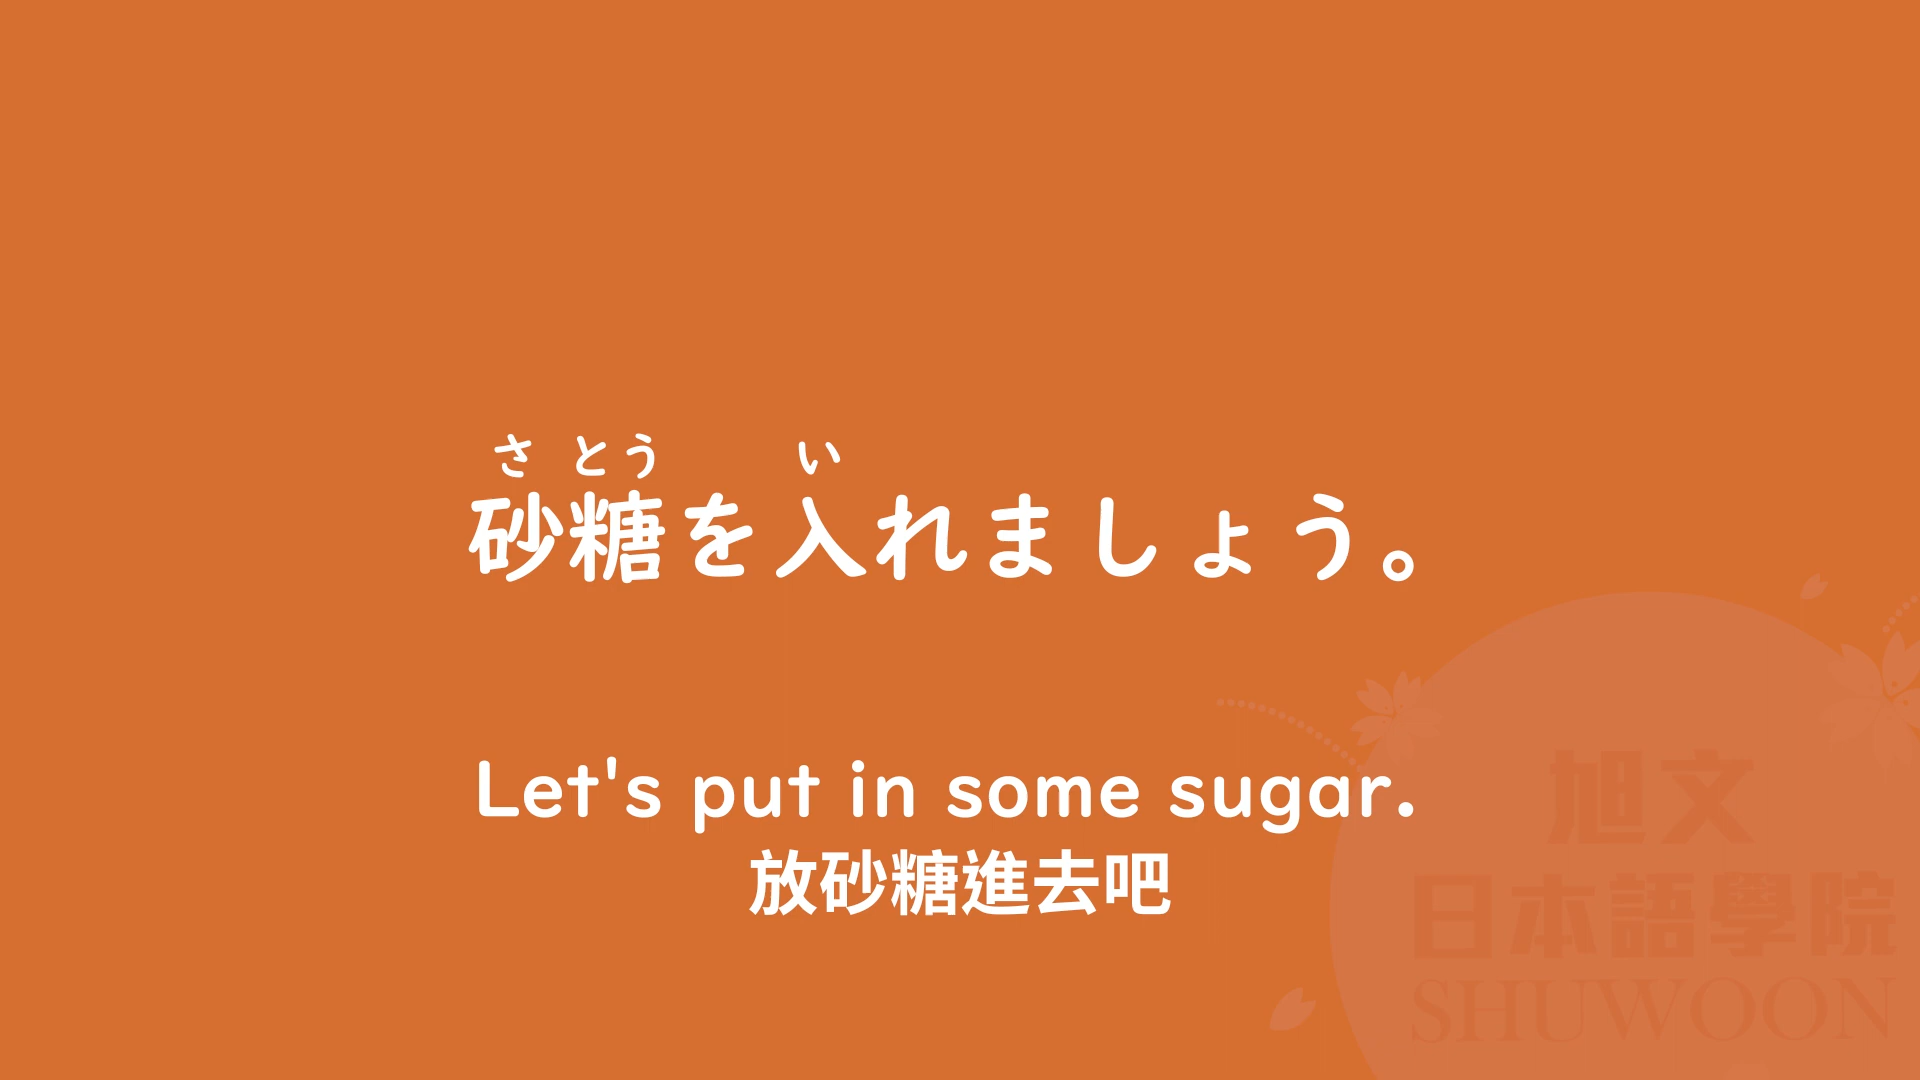 さ とう い
砂糖を入れましょう。
Let's put in some sugar.
放砂糖進去吧
旭文
日本語學院
SHUWOON